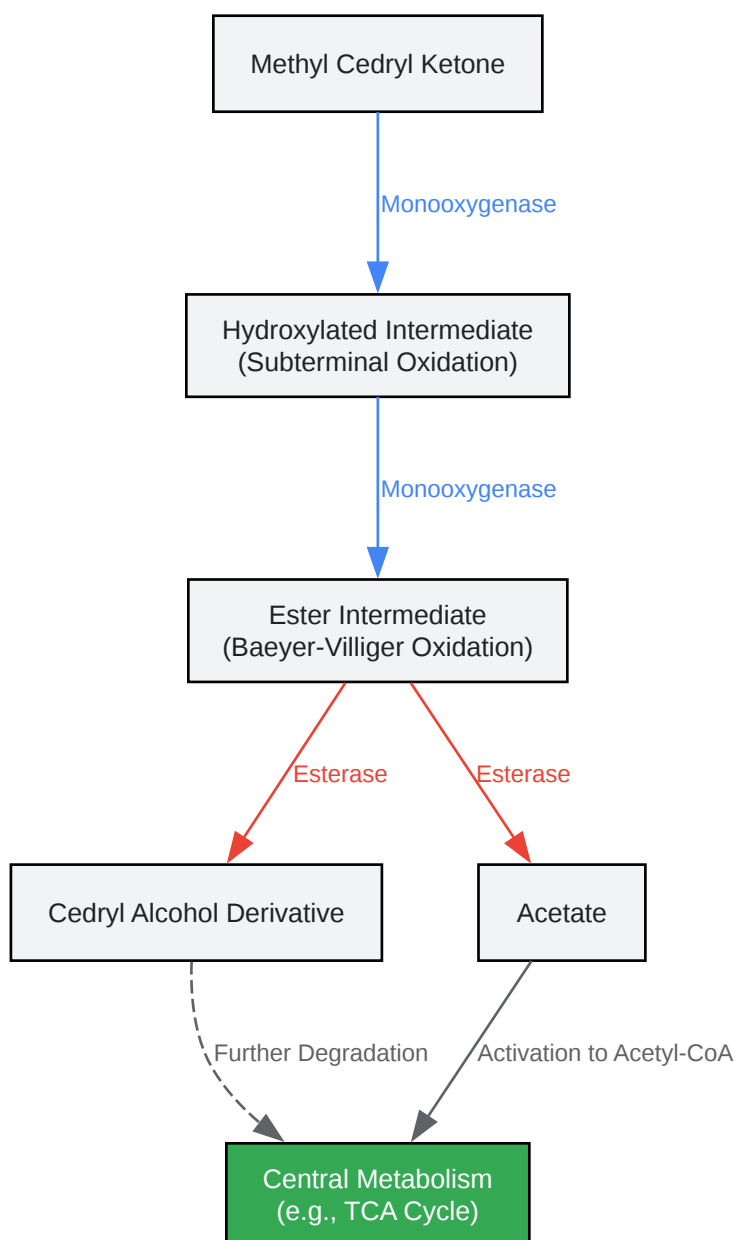 Methyl Cedryl Ketone
Monooxygenase
Hydroxylated Intermediate
(Subterminal Oxidation)
Monooxygenase
Ester Intermediate
(Baeyer-Villiger Oxidation)
Esterase
Esterase
Cedryl Alcohol Derivative
Acetate
Further Degradation
Activation to Acetyl-CoA
Central Metabolism
(e.g., TCA Cycle)